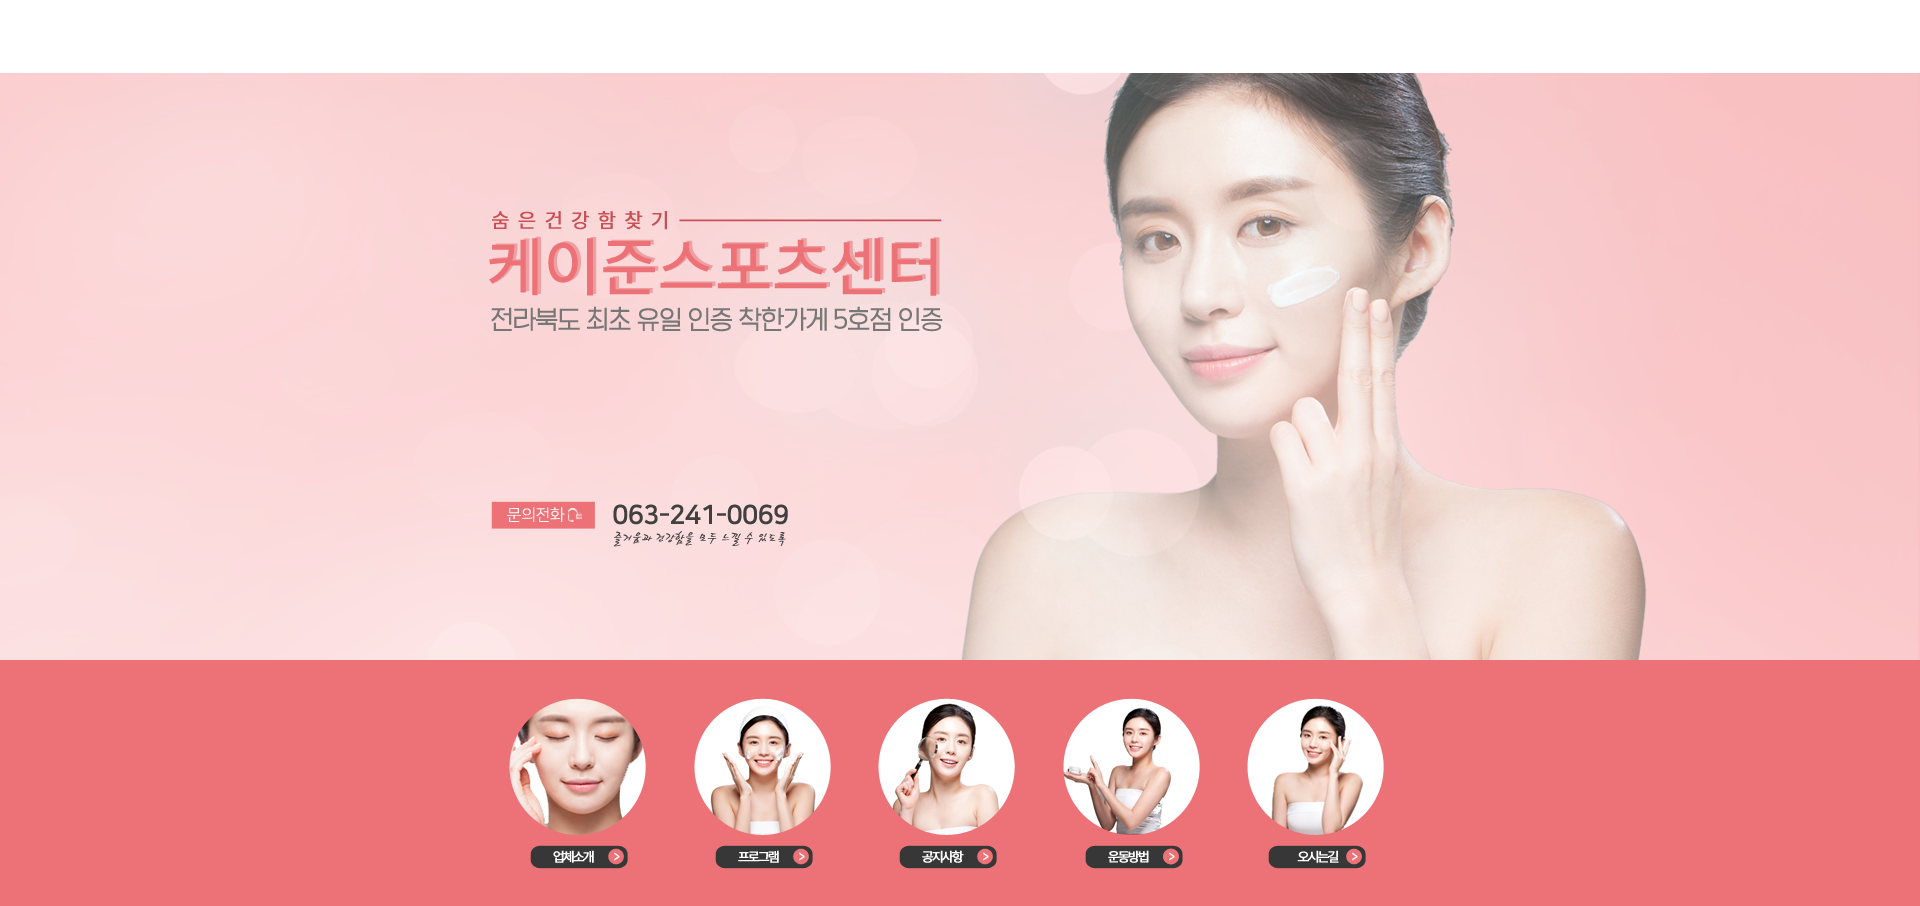 숨은건강함찾기
케이준스포츠센터
전라북도 최초 유일 인증 착한가게 5호점 인증
문의전화
063-241-0069
즐거움과 건강함을 모두 느낄 수 있도록
업체소개
프로그램
공지사항
운동방법
오시는길